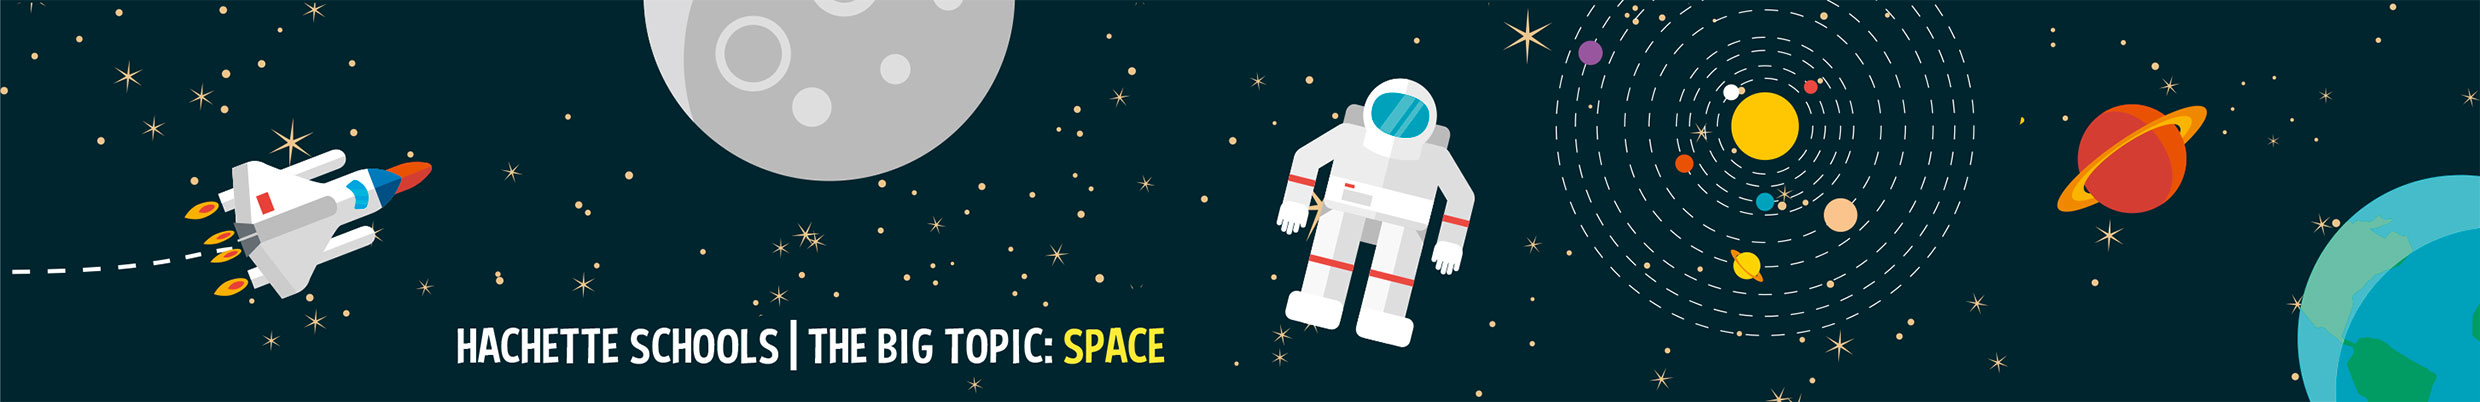 HACHETTE SCHOOLS | THE BIG TOPIC: SPACE